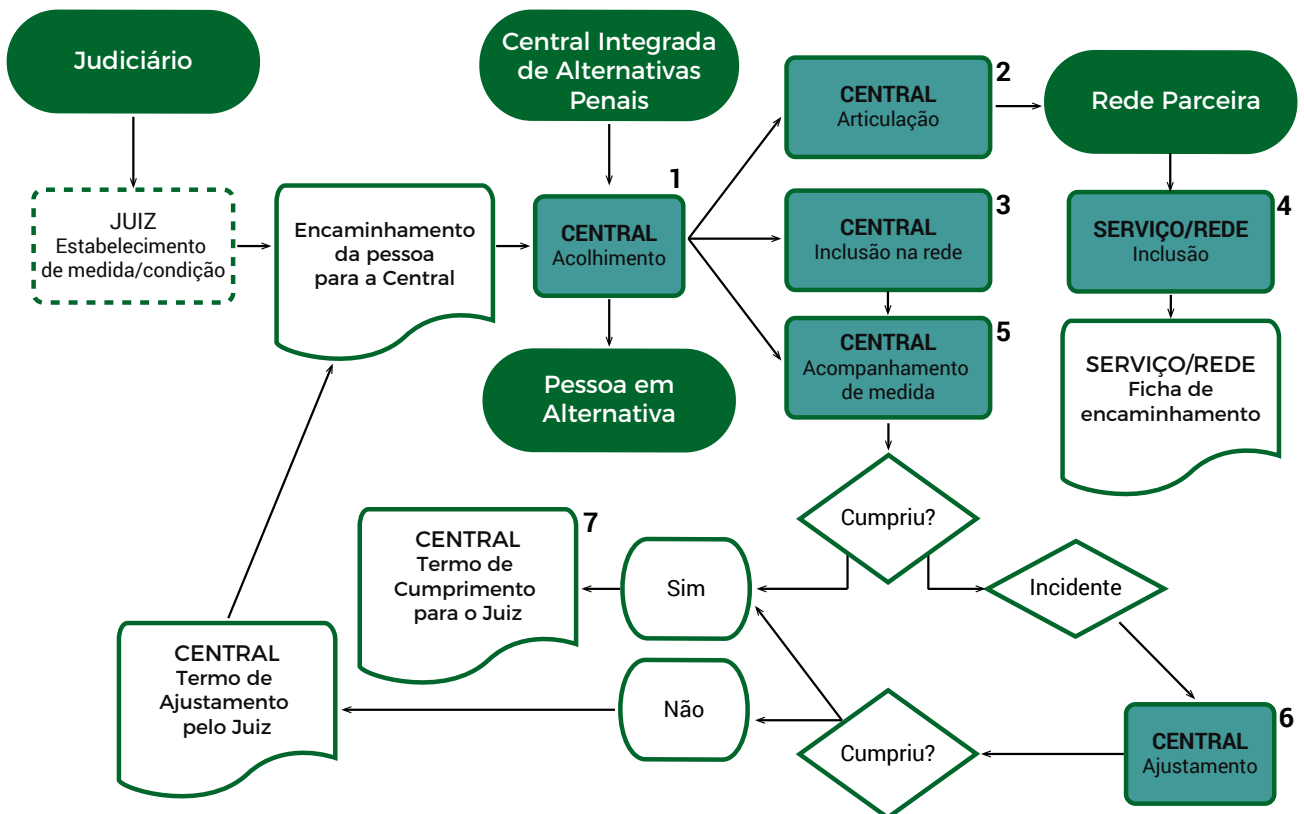 Judiciário
JUIZ
Estabelecimento
de medida/condição
Encaminhamento
da pessoa
para a Central
Central Integrada
de Alternativas
Penais
1
CENTRAL
Acolhimento
Pessoa em
Alternativa
2
CENTRAL
Articulação
3
CENTRAL
Inclusão na rede
5
CENTRAL
Acompanhamento
de medida
Rede Parceira
4
SERVIÇO/REDE
Inclusão
SERVIÇO/REDE
Ficha de
encaminhamento
Cumpriu?
Incidente
6
CENTRAL
Ajustamento
Cumpriu?
Sim
Não
7
CENTRAL
Termo de
Cumprimento
para o Juiz
CENTRAL
Termo de
Ajustamento
pelo Juiz